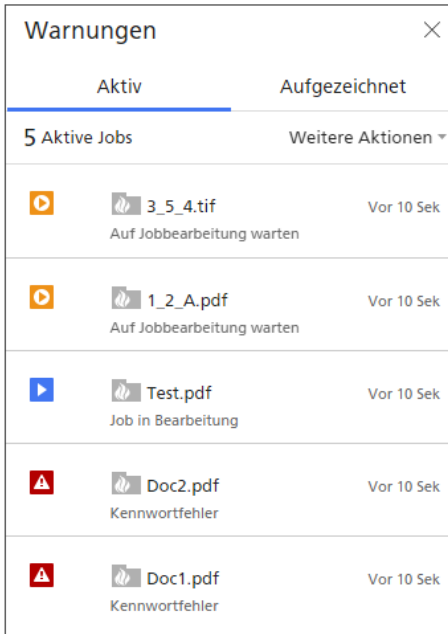 Warnungen
Aktiv Aufgezeichnet
5 Aktive Jobs Weitere Aktionen
3_5_4.tif Vor 10 Sek
Auf Jobbearbeitung warten
1_2_A.pdf Vor 10 Sek
Auf Jobbearbeitung warten
Test.pdf Vor 10 Sek
Job in Bearbeitung
Doc2.pdf Vor 10 Sek
Kennwortfehler
Doc1.pdf Vor 10 Sek
Kennwortfehler